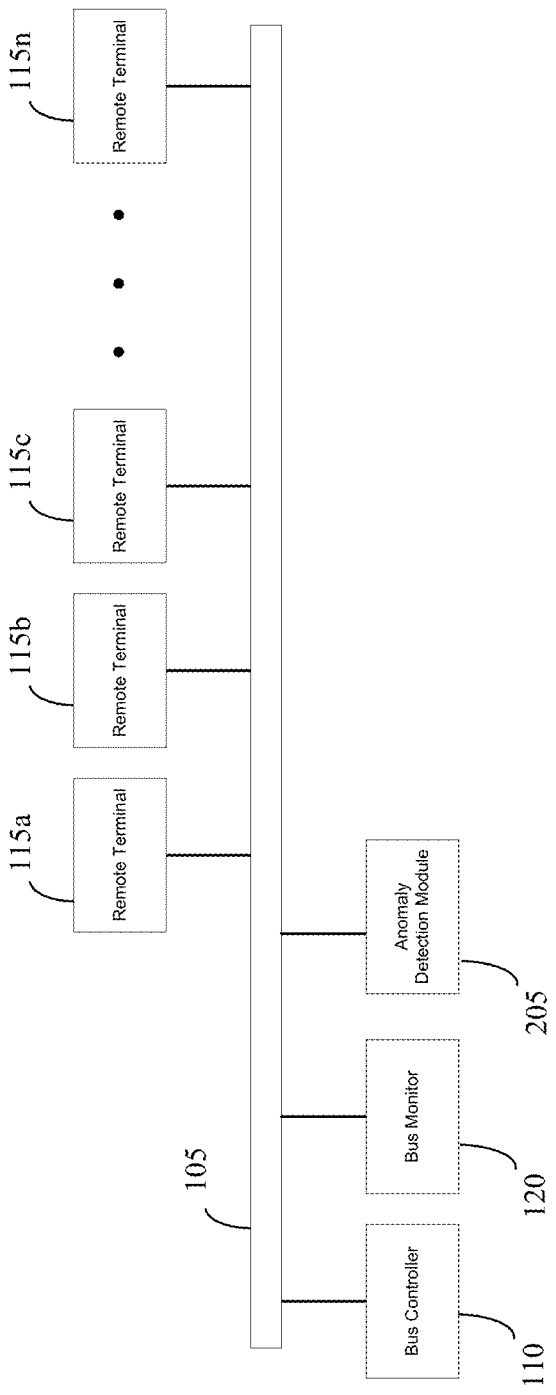 115a
115b
115c
115n
Remote Terminal
Remote Terminal
Remote Terminal
Remote Terminal
105
Bus Controller
Bus Monitor
Anomaly
Detection Module
110
120
205